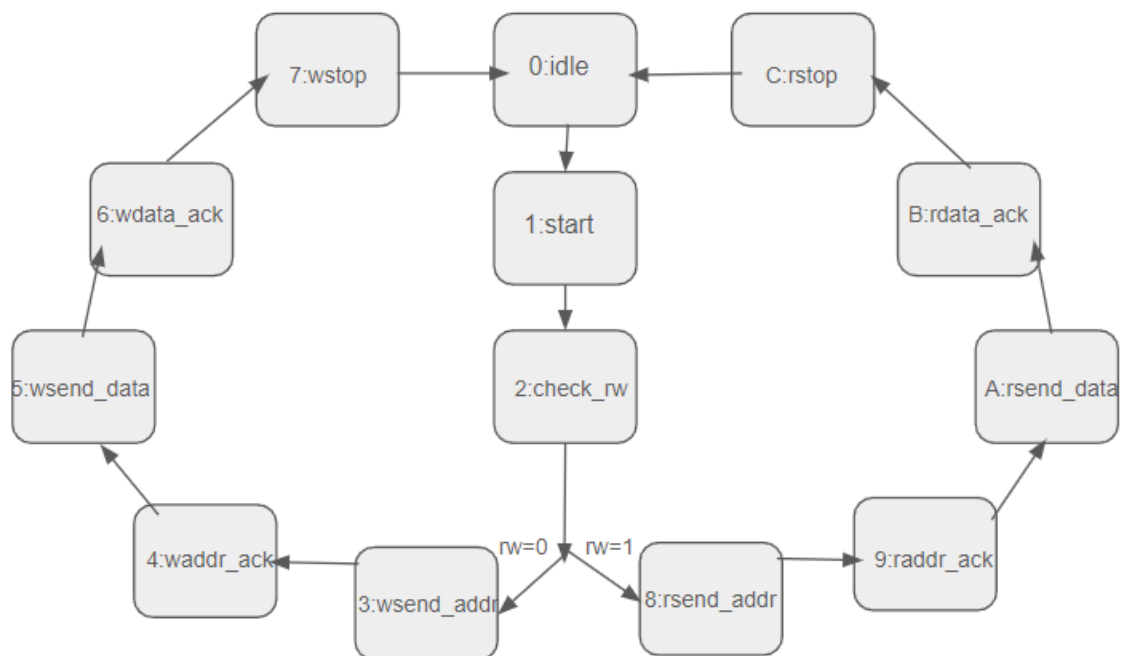 7:wstop
0:idle
C:rstop
6:wdata_ack
1:start
B:rdata_ack
5:wsend_data
2:check_rw
A:rsend_data
rw=0
rw=1
4:waddr_ack
9:raddr_ack
3:wsend_addr
8:rsend_addr